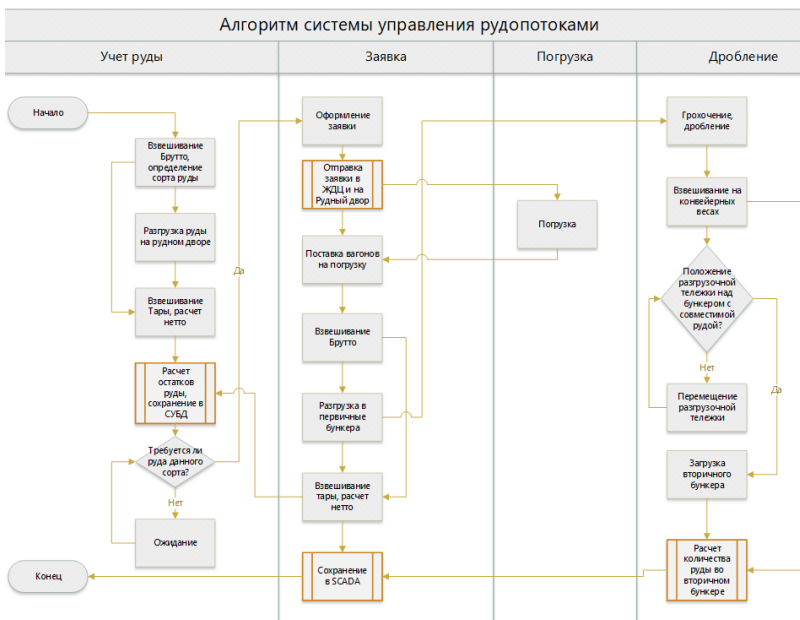 Алгоритм системы управления рудопотоками
Учет руды
Заявка
Погрузка
Дробление
Начало
Взвешивание
Брутто,
определение
сорта руды
Разгрузка руды
на рудном дворе
Взвешивание
Тары, расчет
нетто
Расчет
остатков
руды,
сохранение в
СУБД
Требуется ли
руда данного
сорта?
Да
Нет
Ожидание
Конец
Оформление
заявки
Отправка
заявки в
ЖДЦ и на
Рудный двор
Поставка вагонов
на погрузку
Взвешивание
Брутто
Разгрузка в
первичные
бункера
Взвешивание
тары, расчет
нетто
Сохранение
в SCADA
Погрузка
Грохочение,
дробление
Взвешивание на
конвейерных
весах
Положение
разгрузочной
тележки над
бункером с
совместимой
рудой?
Нет
Да
Перемещение
разгрузочной
тележки
Загрузка
вторичного
бункера
Расчет
количества
руды во
вторичном
бункере